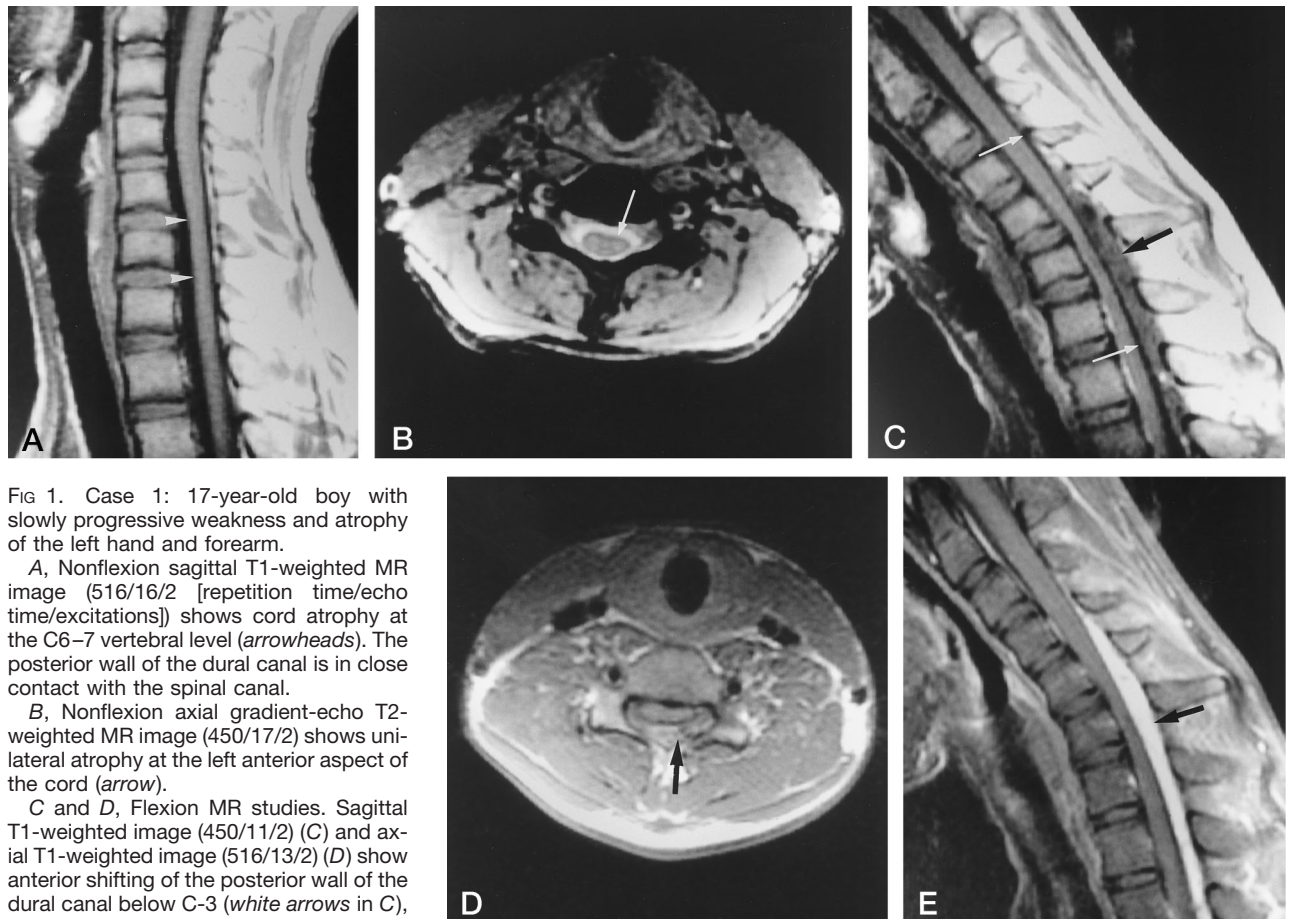 A
B
C
FIG 1. Case 1: 17-year-old boy with
slowly progressive weakness and atrophy
of the left hand and forearm.
A, Nonflexion sagittal T1-weighted MR
image (516/16/2 [repetition time/echo
time/excitations]) shows cord atrophy at
the C6–7 vertebral level (arrowheads). The
posterior wall of the dural canal is in close
contact with the spinal canal.
B, Nonflexion axial gradient-echo T2-
weighted MR image (450/17/2) shows uni-
lateral atrophy at the left anterior aspect of
the cord (arrow).
C and D, Flexion MR studies. Sagittal
T1-weighted image (450/11/2) (C) and ax-
ial T1-weighted image (516/13/2) (D) show
anterior shifting of the posterior wall of the
dural canal below C-3 (white arrows in C),
D
E